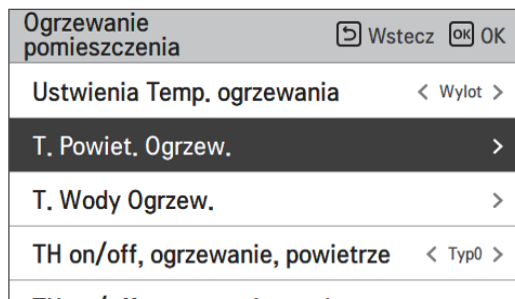 Ogrzewanie
pomieszczenia
Wstecz OK OK
Ustwienia Temp. ogrzewania < Wylot >
T. Powiet. Ogrzew. >
T. Wody Ogrzew. >
TH on/off, ogrzewanie, powietrze < Typ0 >